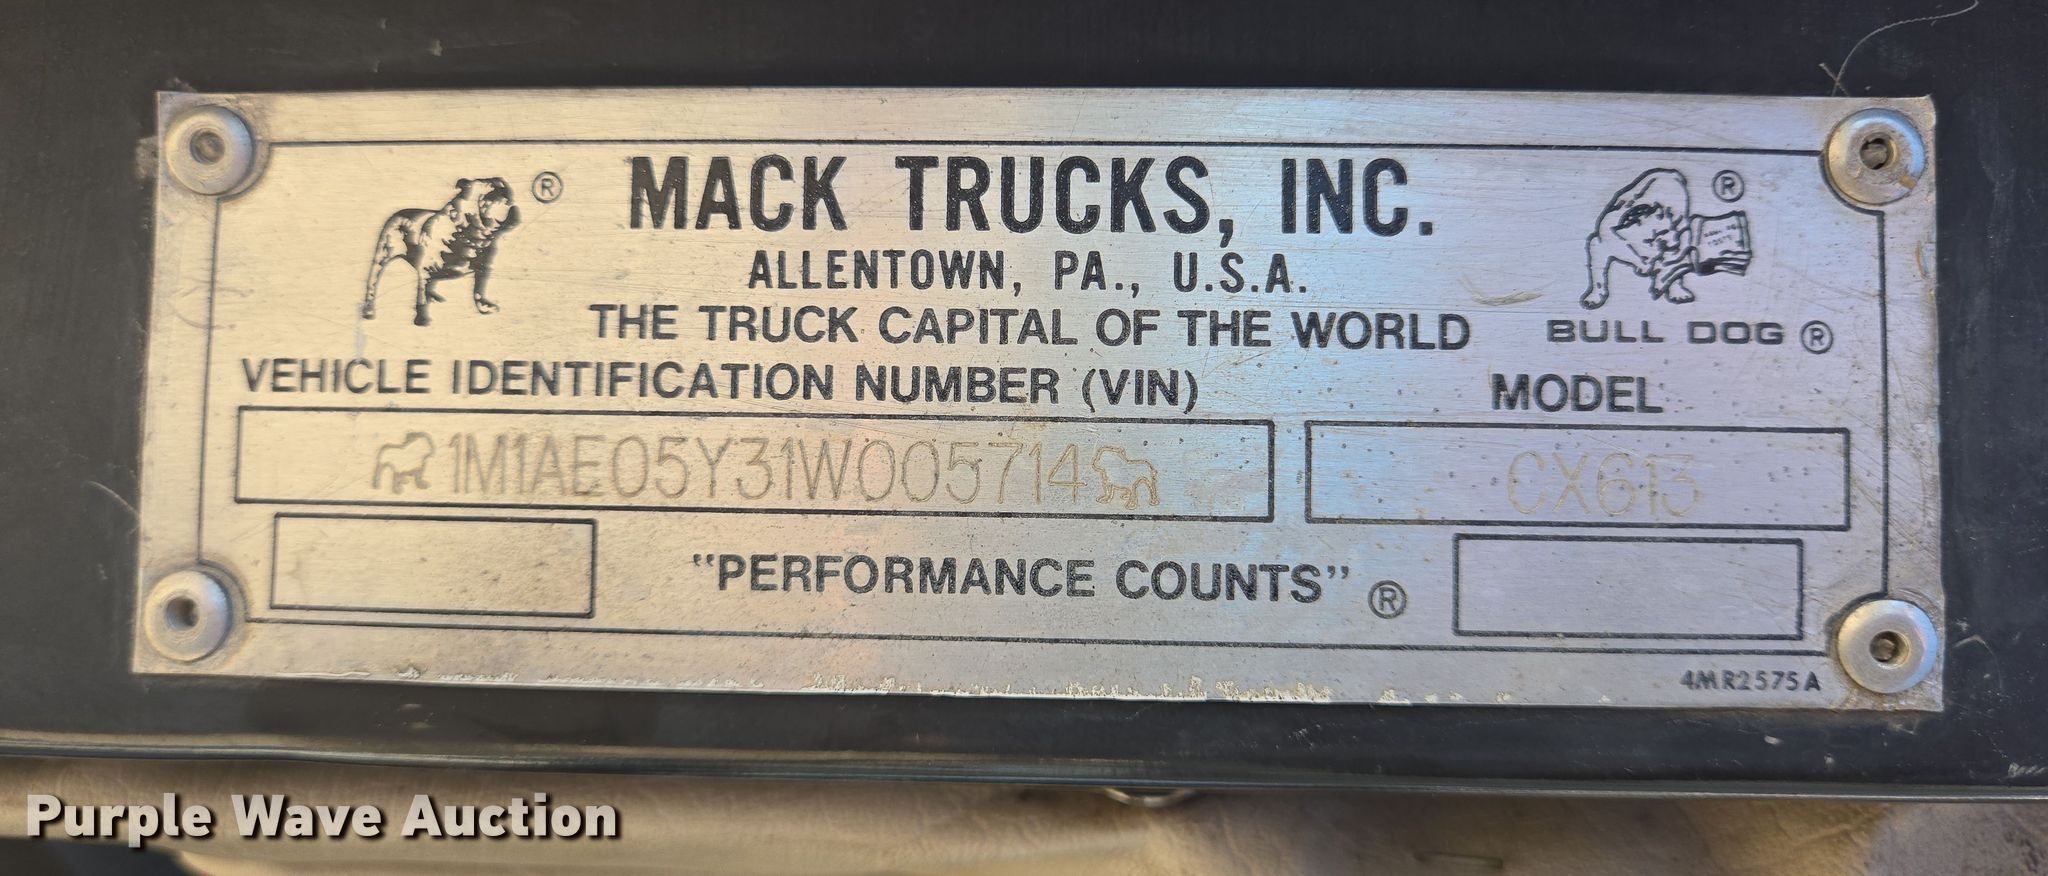 ® MACK TRUCKS, INC. ®
ALLENTOWN, PA., U.S.A.
THE TRUCK CAPITAL OF THE WORLD
BULL DOG ®
VEHICLE IDENTIFICATION NUMBER (VIN)
MODEL
1M1AE05Y31W005714
CX613
"PERFORMANCE COUNTS" ®
4MR2575A
Purple Wave Auction